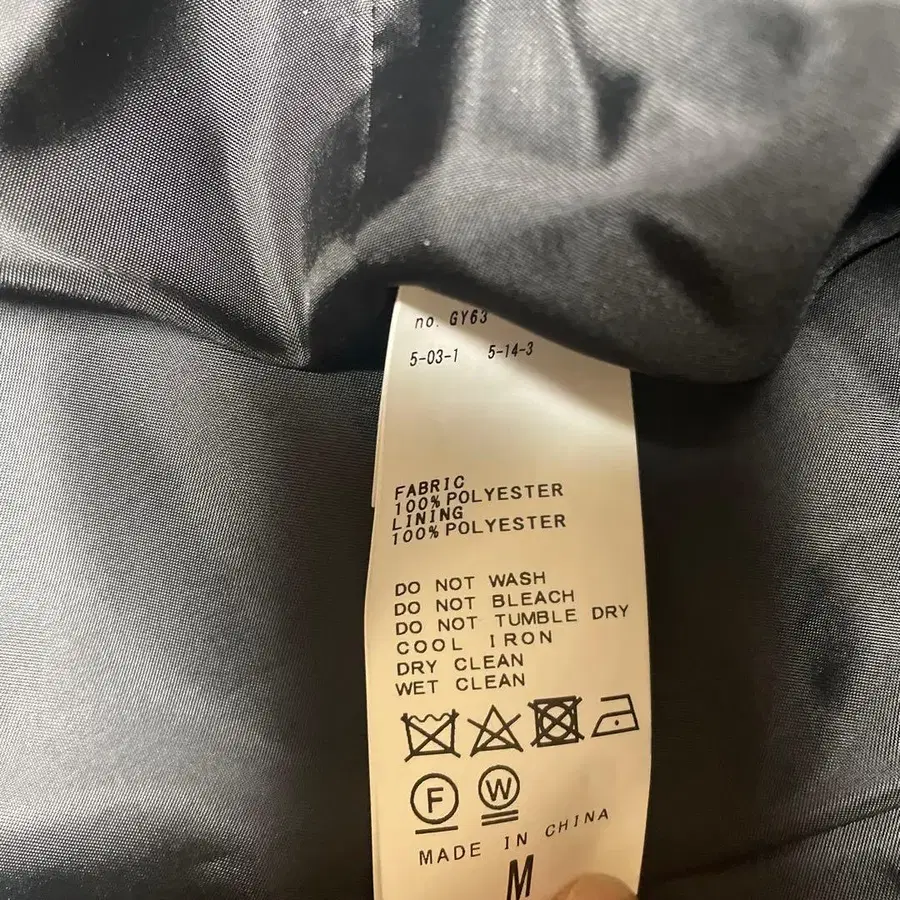 no. GY63
5-03-1 5-14-3
FABRIC
100% POLYESTER
LINING
100% POLYESTER
DO NOT WASH
DO NOT BLEACH
DO NOT TUMBLE DRY
COOL IRON
DRY CLEAN
WET CLEAN
F W
MADE IN CHINA
M